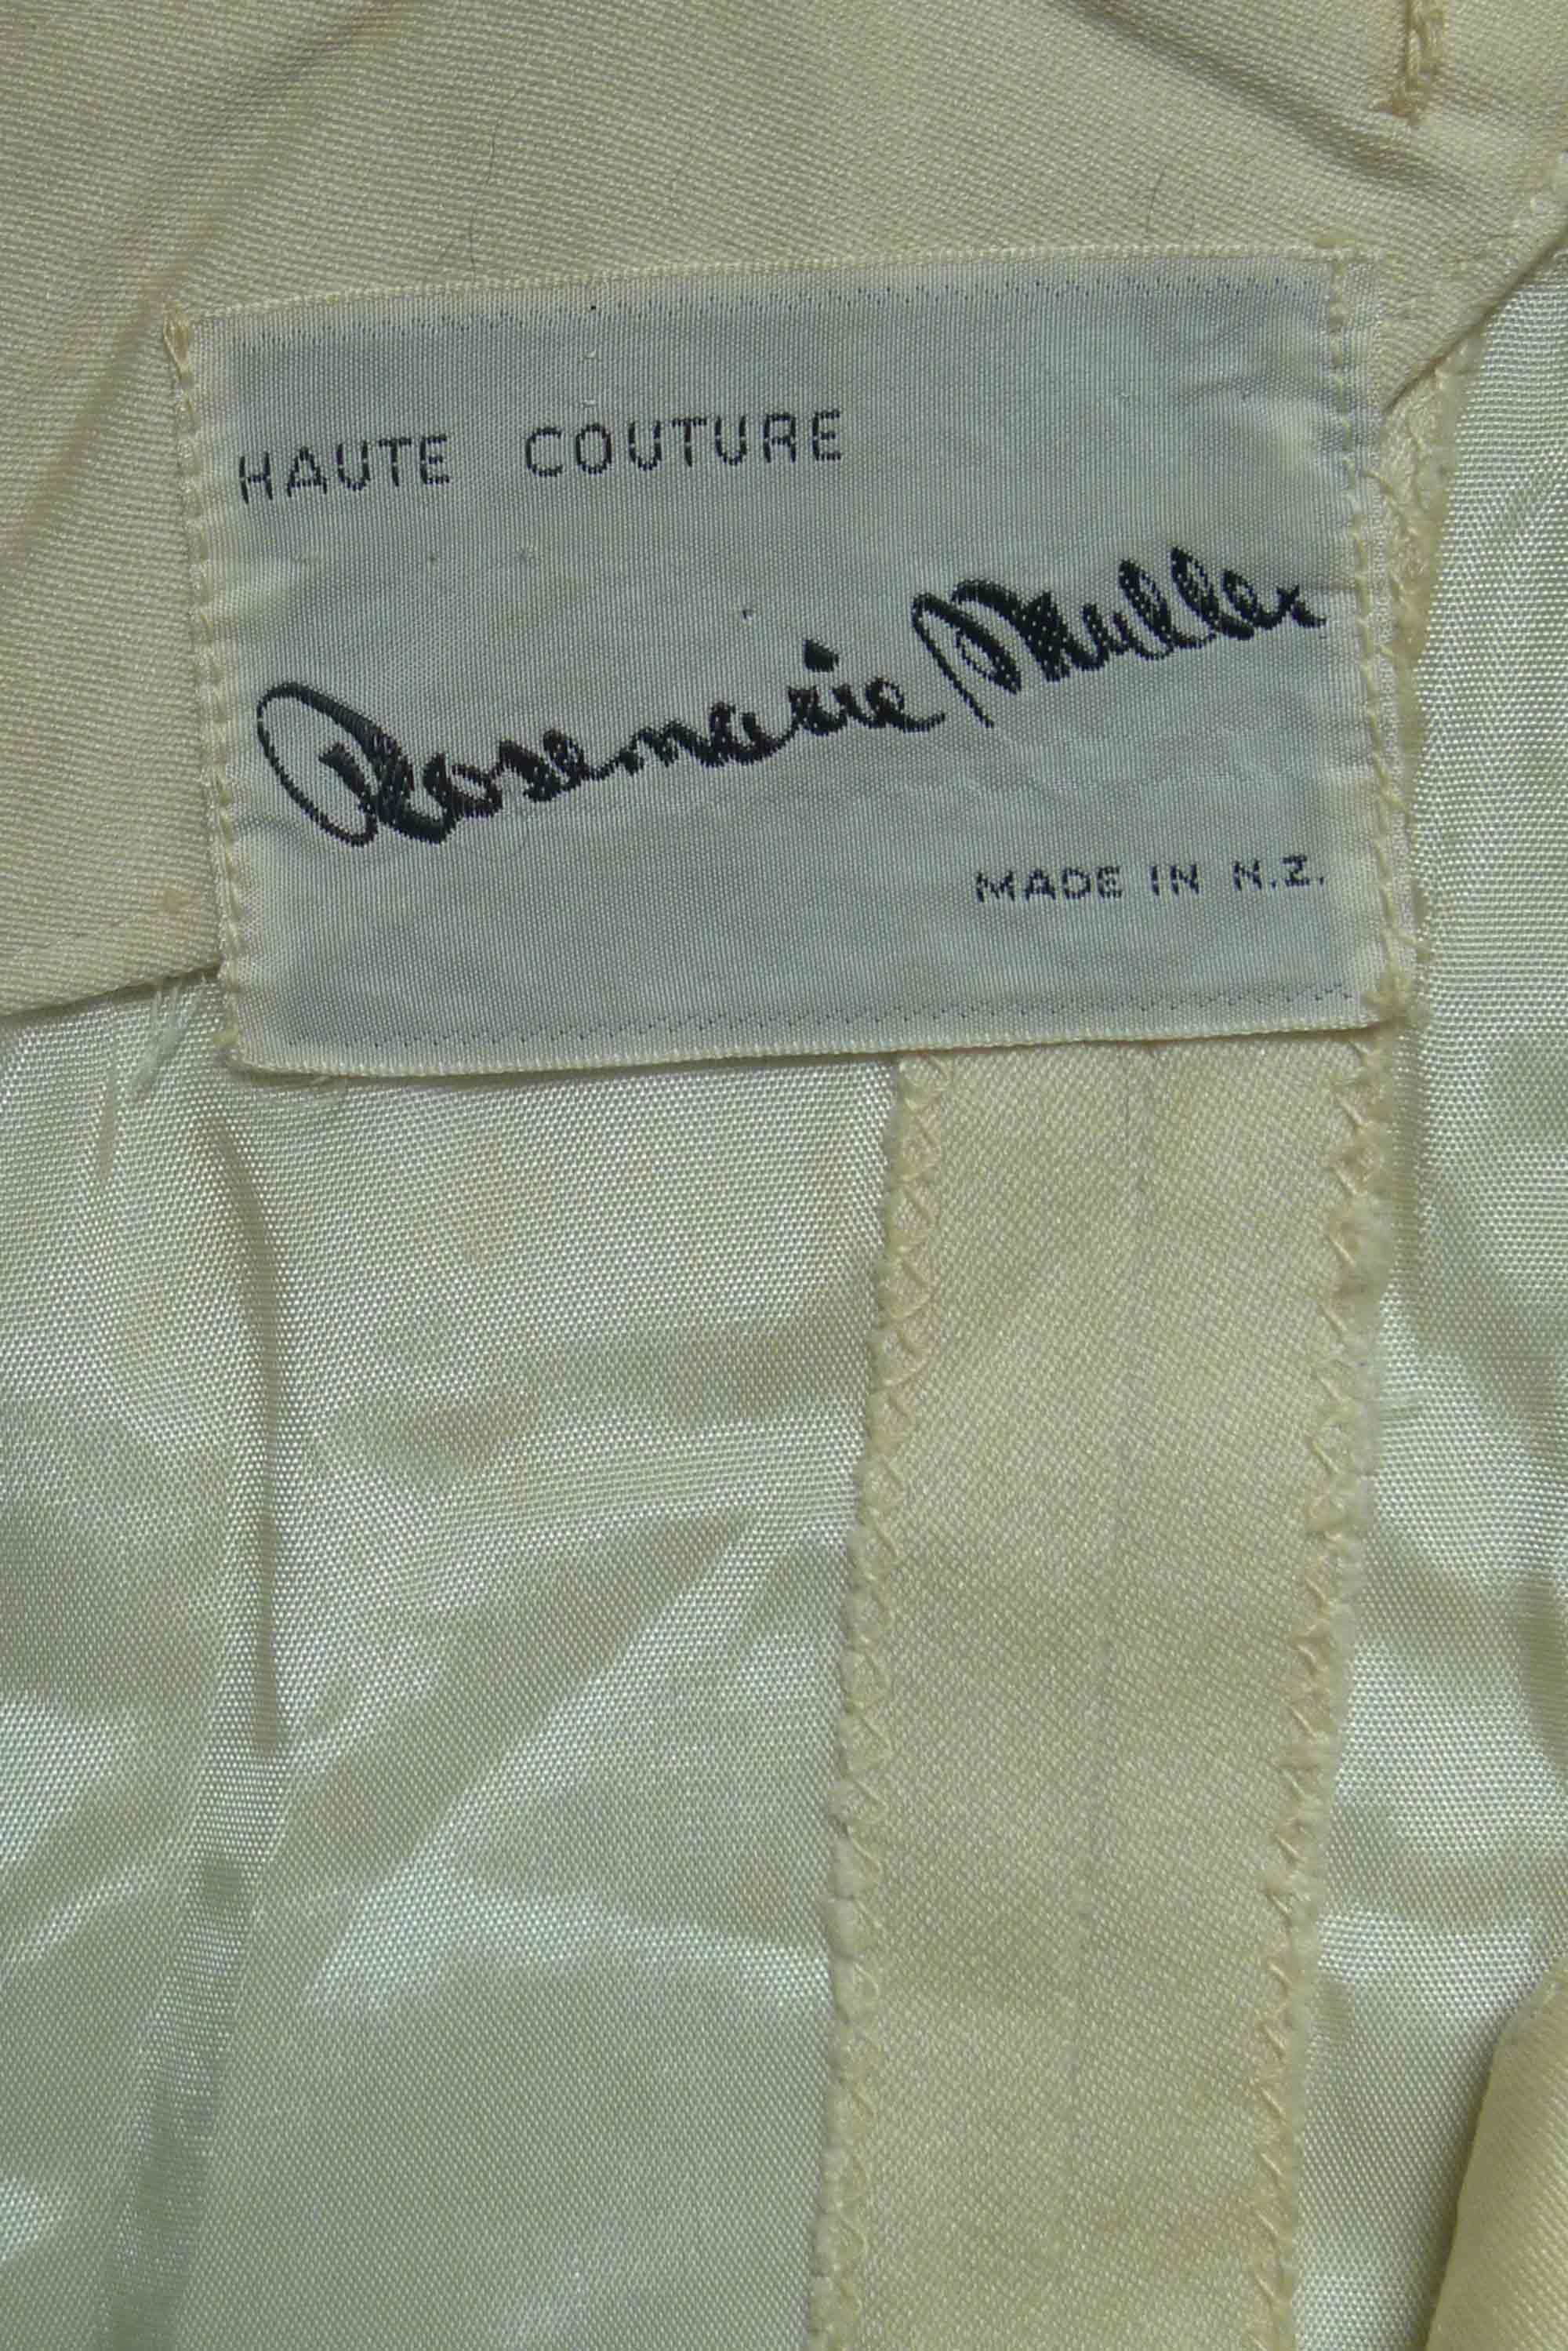 HAUTE COUTURE
Rosemarie Muller
MADE IN N.Z.